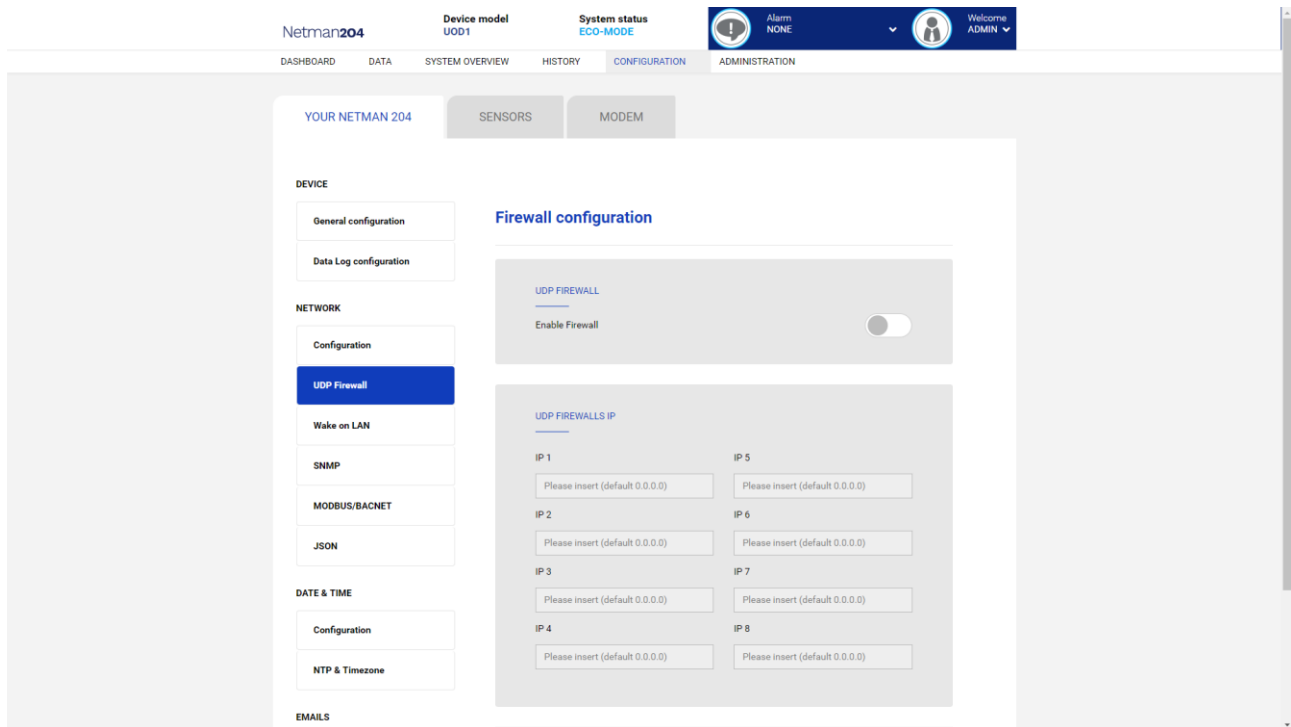 Netman204
Device model
UOD1
System status
ECO-MODE
Alarm
NONE
Welcome
ADMIN
DASHBOARD DATA SYSTEM OVERVIEW HISTORY CONFIGURATION ADMINISTRATION
YOUR NETMAN 204 SENSORS MODEM
DEVICE
General configuration
Data Log configuration
NETWORK
Configuration
UDP Firewall
Wake on LAN
SNMP
MODBUS/BACNET
JSON
DATE & TIME
Configuration
NTP & Timezone
EMAILS
Firewall configuration
UDP FIREWALL
Enable Firewall
UDP FIREWALLS IP
IP 1 IP 5
Please insert (default 0.0.0.0) Please insert (default 0.0.0.0)
IP 2 IP 6
Please insert (default 0.0.0.0) Please insert (default 0.0.0.0)
IP 3 IP 7
Please insert (default 0.0.0.0) Please insert (default 0.0.0.0)
IP 4 IP 8
Please insert (default 0.0.0.0) Please insert (default 0.0.0.0)